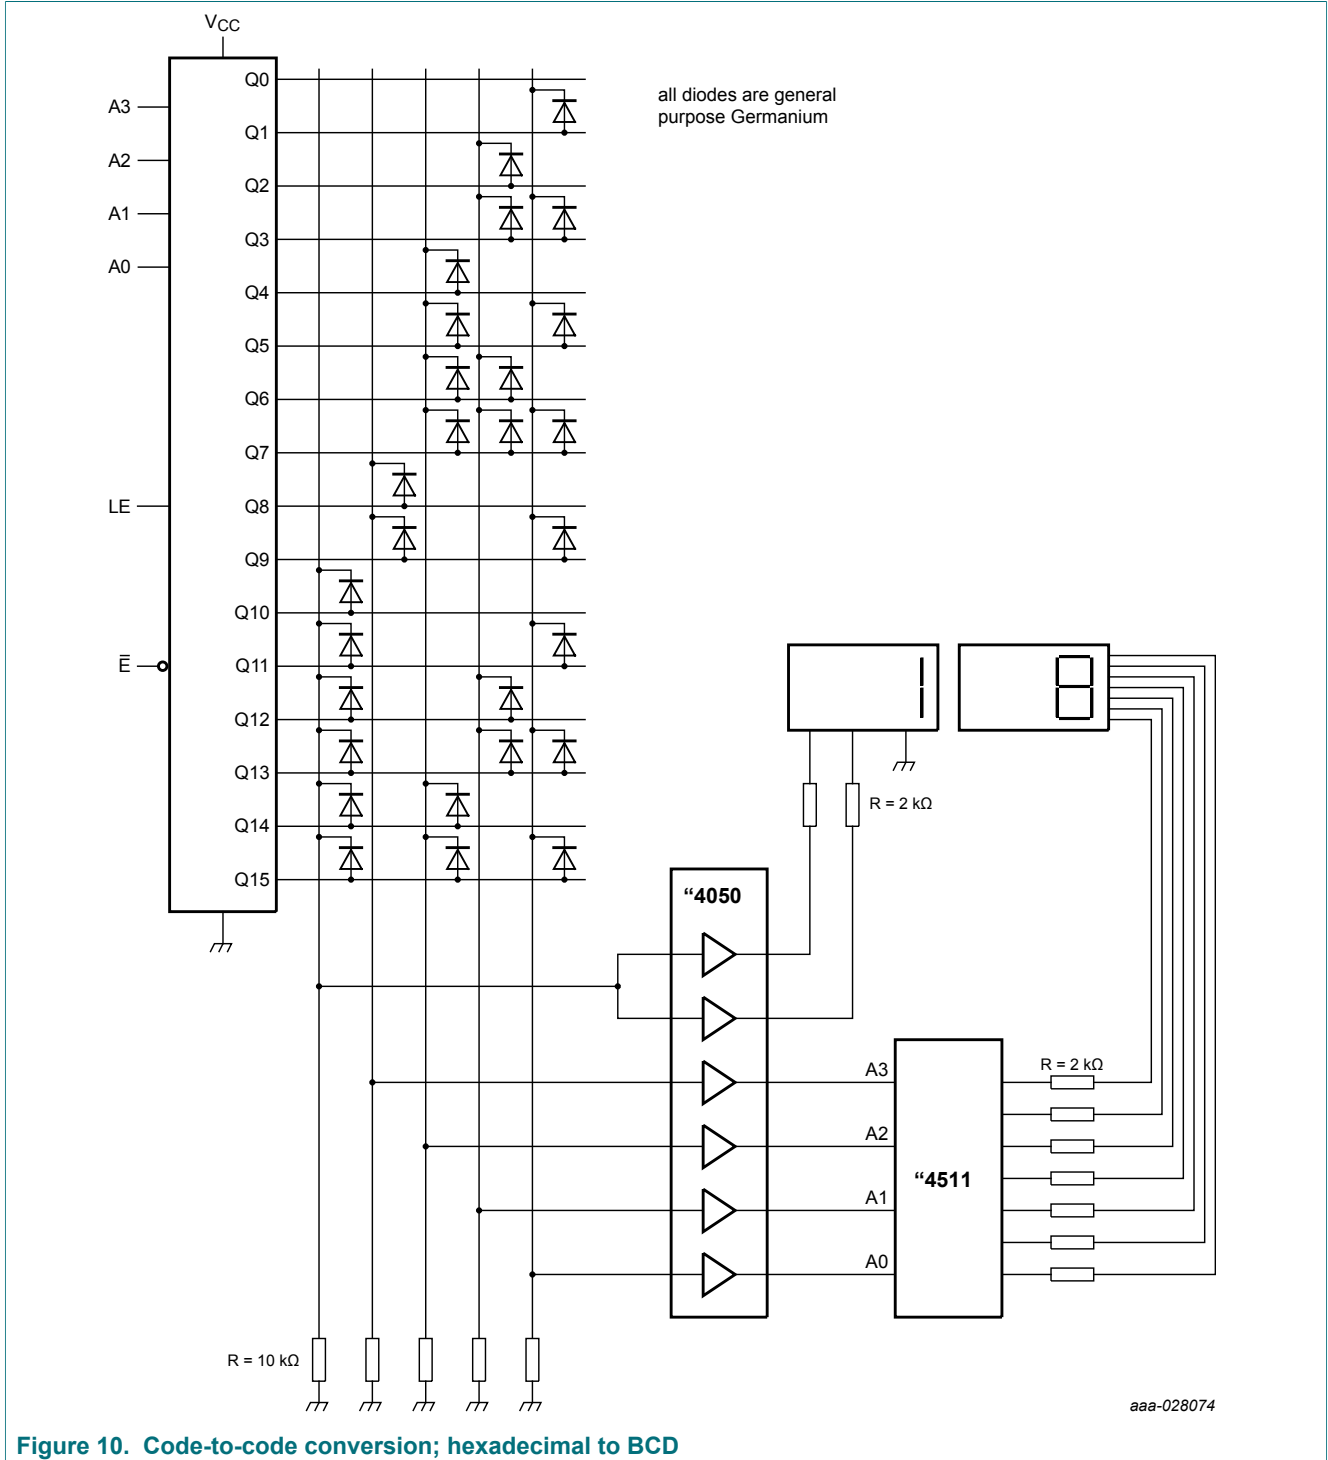 VCC
Q0
all diodes are general
purpose Germanium
A3
Q1
A2
Q2
A1
Q3
A0
Q4
Q5
Q6
Q7
LE
Q8
Q9
Q10
E̅
Q11
Q12
Q13
R = 2 kΩ
Q14
Q15
“4050
R = 2 kΩ
A3
A2
“4511
A1
A0
R = 10 kΩ
aaa-028074
Figure 10. Code-to-code conversion; hexadecimal to BCD